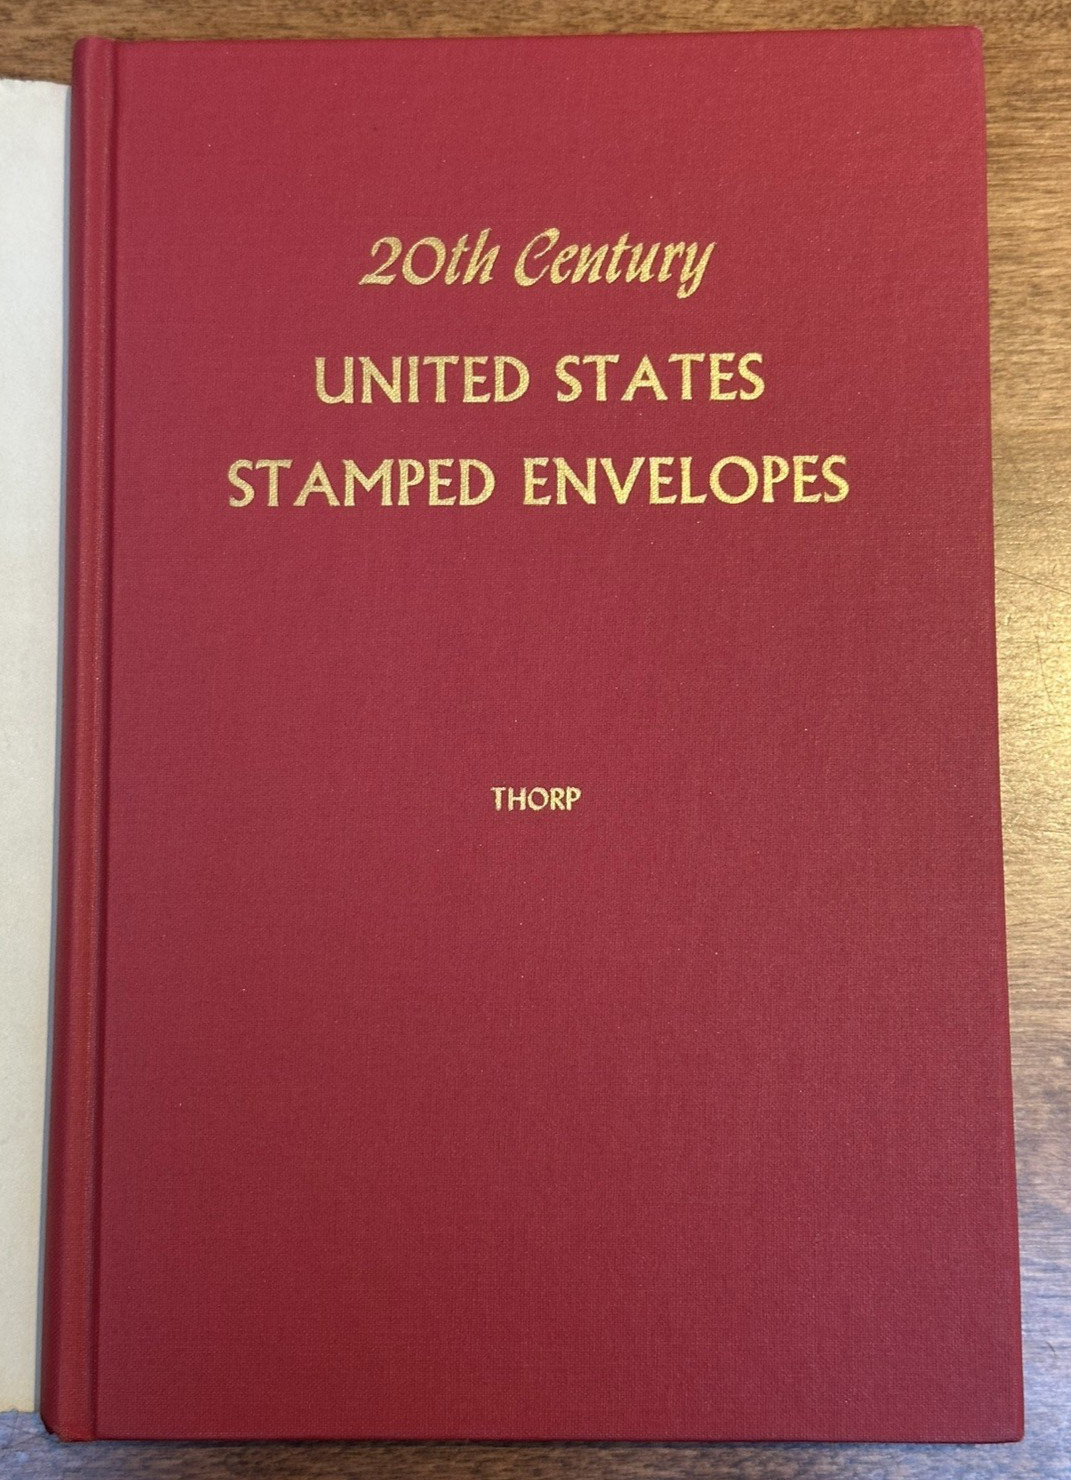 20th Century
UNITED STATES
STAMPED ENVELOPES
THORP